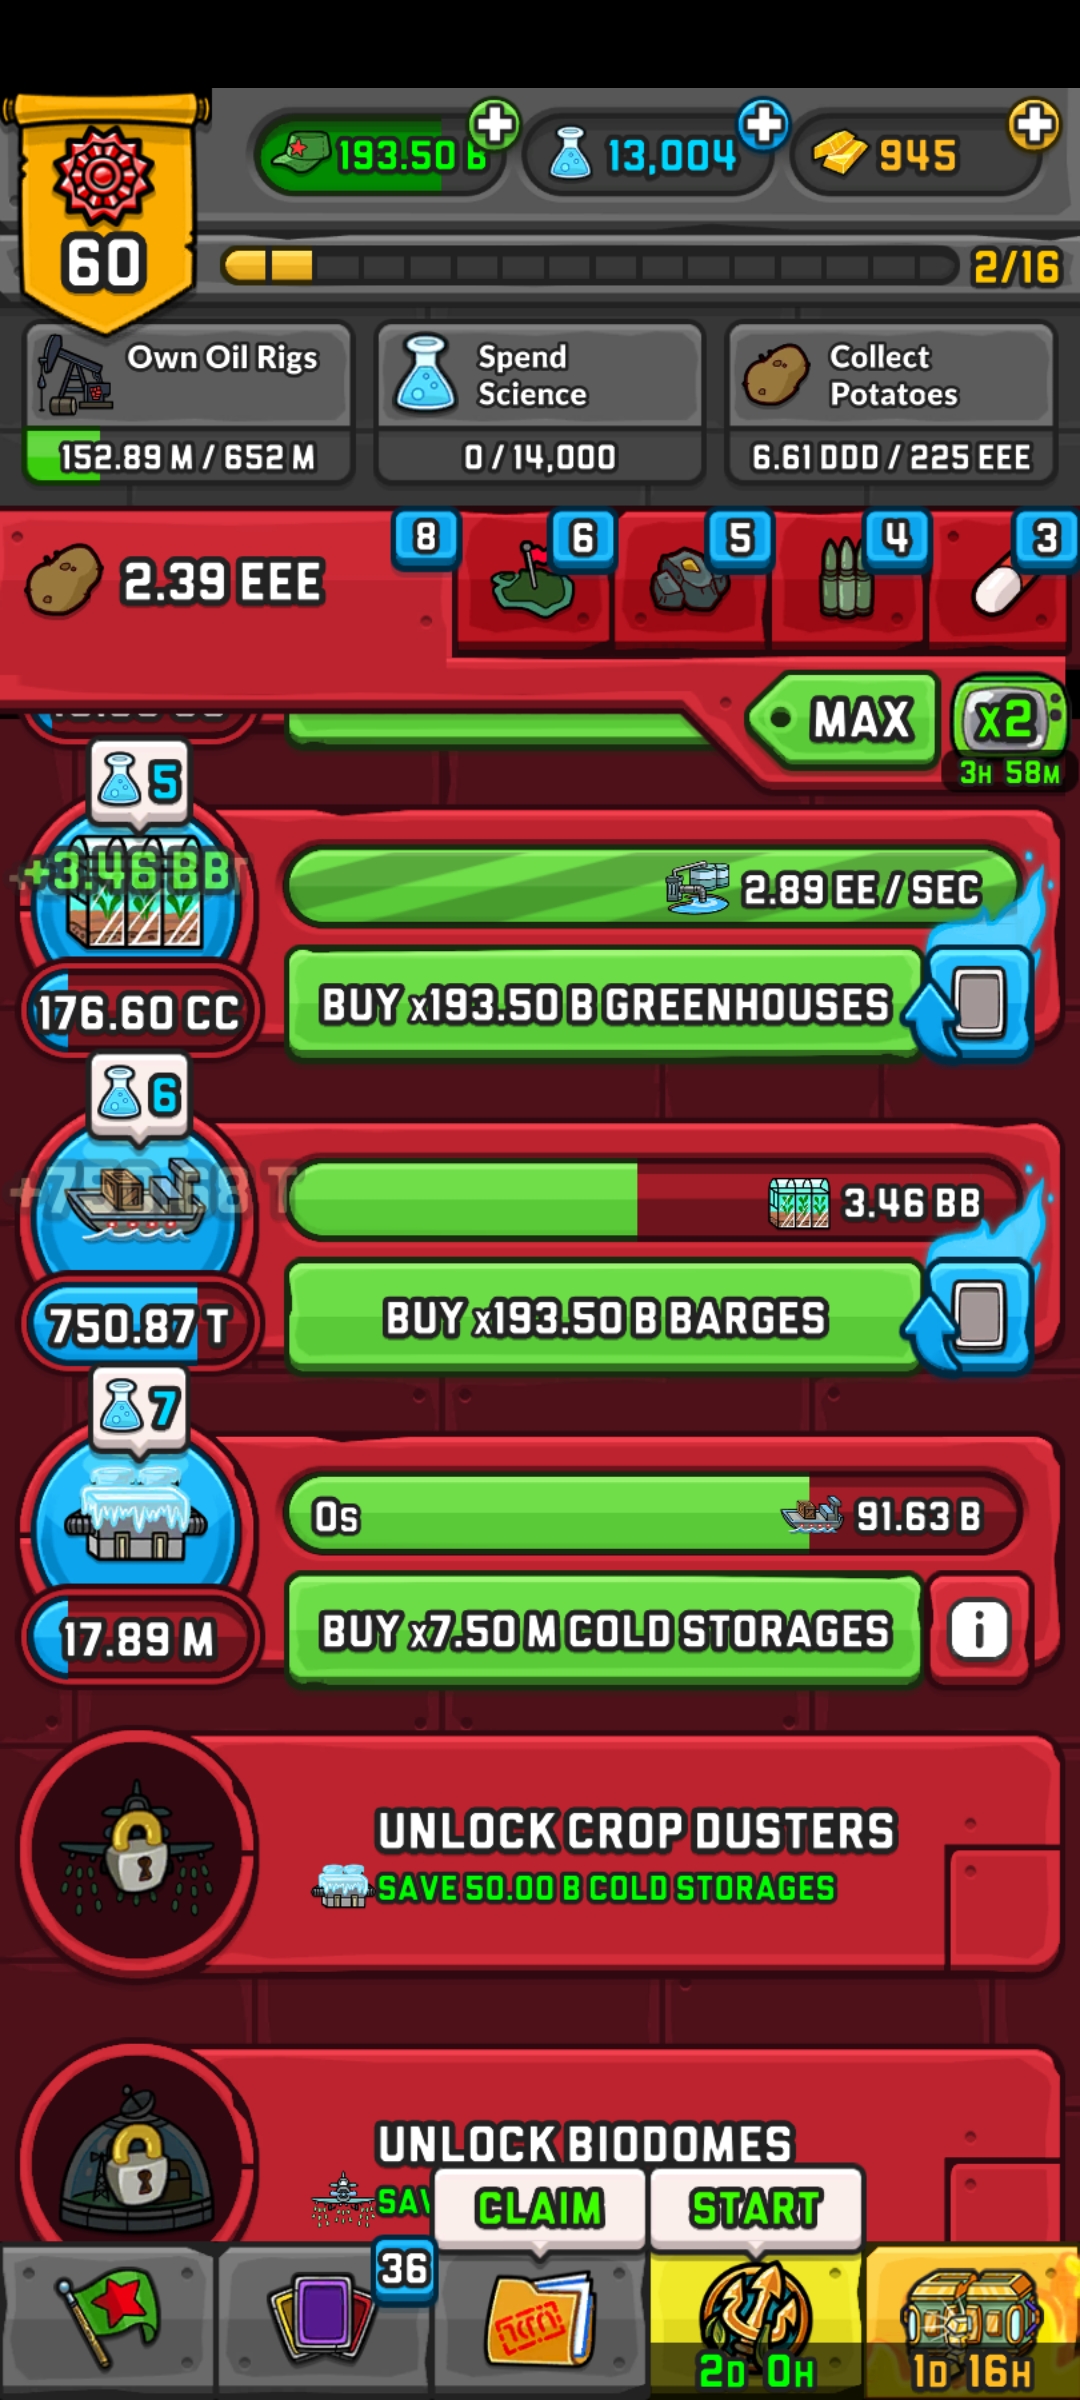 193.50 B
13,004
945
60
2/16
Own Oil Rigs
152.89 M / 652 M
Spend
Science
0 / 14,000
Collect
Potatoes
6.61 DDD / 225 EEE
2.39 EEE
8
6
5
4
3
MAX
x2
3H 58M
5
+3.46 BB
2.89 EE / SEC
176.60 CC
BUY x193.50 B GREENHOUSES
6
3.46 BB
750.87 T
BUY x193.50 B BARGES
7
0s
91.63 B
17.89 M
BUY x7.50 M COLD STORAGES
i
UNLOCK CROP DUSTERS
SAVE 50.00 B COLD STORAGES
UNLOCK BIODOMES
CLAIM
START
36
2D 0H
1D 16H